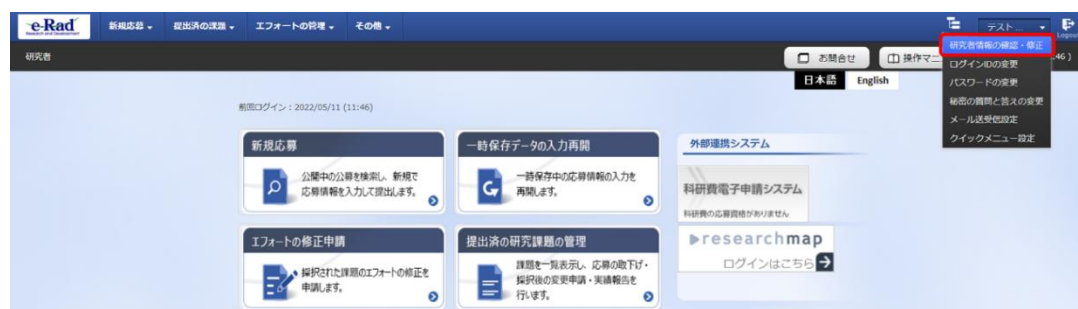 e-Rad
新規応募
提出済の課題
エフォートの管理
その他
テスト...
Logout
研究者
お問合せ
操作マニ
46 )
研究者情報の確認・修正
ログインIDの変更
パスワードの変更
秘密の質問と答えの変更
メール送受信設定
クイックメニュー設定
日本語
English
前回ログイン：2022/05/11 (11:46)
新規応募
公開中の公募を検索し、新規で
応募情報を入力して提出します。
一時保存データの入力再開
一時保存中の応募情報の入力を
再開します。
外部連携システム
科研費電子申請システム
科研費の応募資格がありません
エフォートの修正申請
採択された課題のエフォートの修正を
申請します。
提出済の研究課題の管理
課題を一覧表示し、応募の取下げ・
採択後の変更申請・実績報告を
行います。
researchmap
ログインはこちら